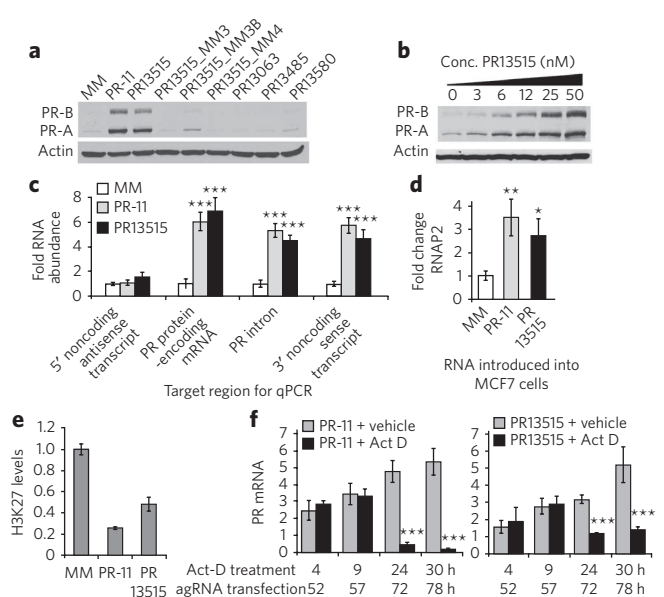 a
MM
PR-11
PR13515
PR13515_MM3
PR13515_MM3B
PR13515_MM4
PR13063
PR13485
PR13580
PR-B
PR-A
Actin
b
Conc. PR13515 (nM)
0 3 6 12 25 50
PR-B
PR-A
Actin
c
MM
PR-11
PR13515
Fold RNA
abundance
8
6
4
2
0
*** ***
*** ***
*** ***
5′ noncoding
antisense
transcript
PR protein
-encoding
mRNA
PR intron
3′ noncoding
sense
transcript
Target region for qPCR
d
Fold change
RNAP2
4
3
2
1
0
** *
MM
PR-11
PR
13515
RNA introduced into
MCF7 cells
e
H3K27 levels
1.2
1.0
0.8
0.6
0.4
0.2
0
MM PR-11 PR
13515
f
PR-11 + vehicle
PR-11 + Act D
PR mRNA
7
6
5
4
3
2
1
0
*** ***
PR13515 + vehicle
PR13515 + Act D
7
6
5
4
3
2
1
0
*** ***
Act-D treatment 4 9 24 30 h 4 9 24 30 h
agRNA transfection 52 57 72 78 h 52 57 72 78 h